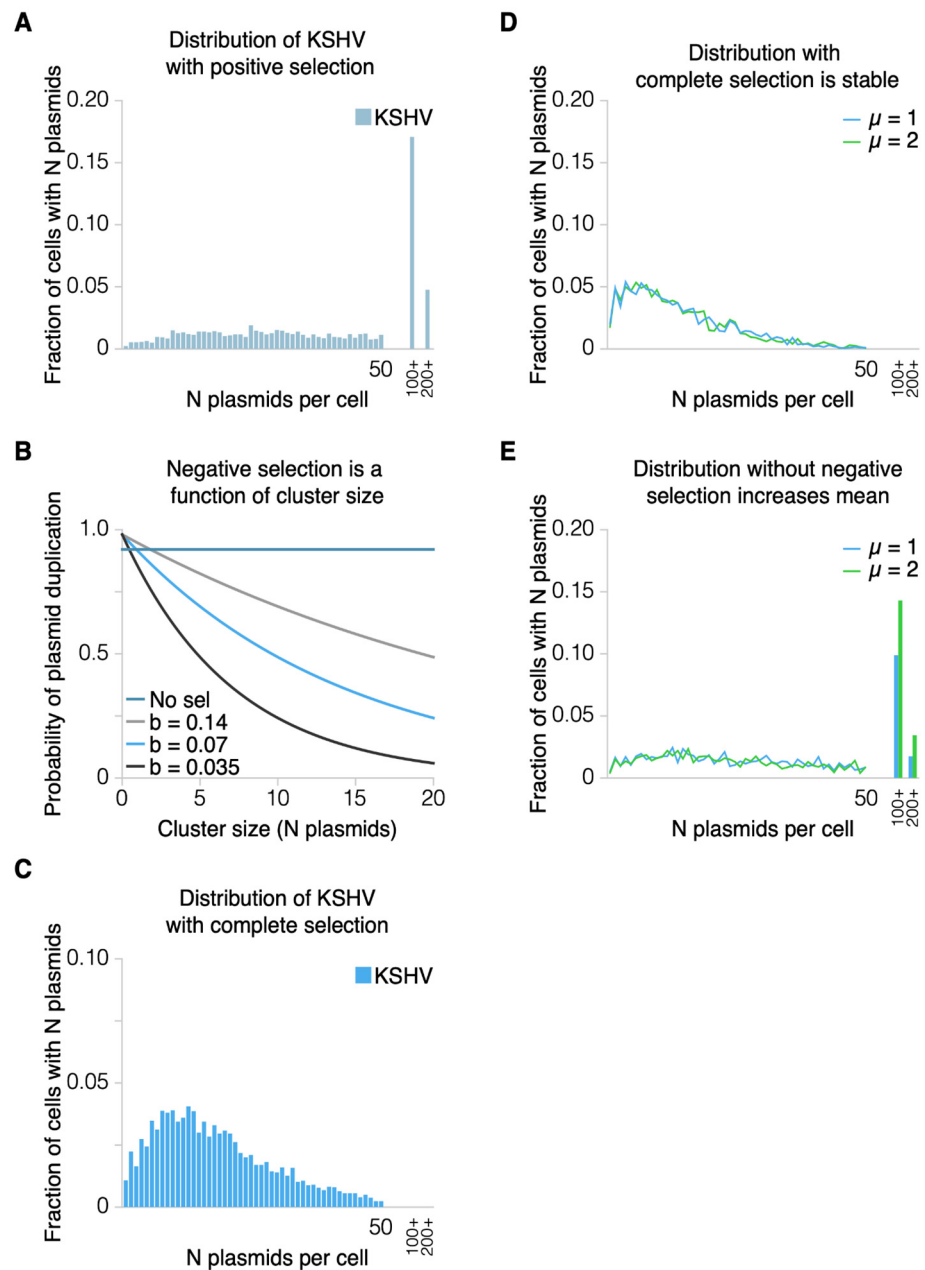 A
Distribution of KSHV
with positive selection
Fraction of cells with N plasmids
0.20
0.15
0.10
0.05
0
KSHV
50
100+
200+
N plasmids per cell
B
Negative selection is a
function of cluster size
Probability of plasmid duplication
1.0
0.5
0
No sel
b = 0.14
b = 0.07
b = 0.035
0
5
10
15
20
Cluster size (N plasmids)
C
Distribution of KSHV
with complete selection
Fraction of cells with N plasmids
0.10
0.05
0
KSHV
50
100+
200+
N plasmids per cell
D
Distribution with
complete selection is stable
Fraction of cells with N plasmids
0.20
0.15
0.10
0.05
0
μ = 1
μ = 2
50
100+
200+
N plasmids per cell
E
Distribution without negative
selection increases mean
Fraction of cells with N plasmids
0.20
0.15
0.10
0.05
0
μ = 1
μ = 2
50
100+
200+
N plasmids per cell